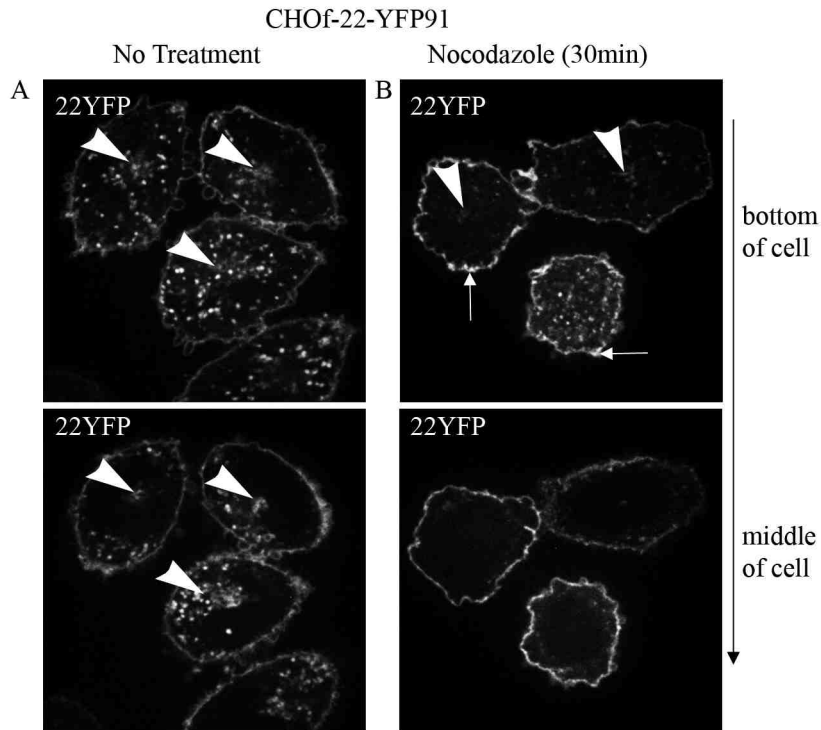 CHOf-22-YFP91
No Treatment
Nocodazole (30min)
A
B
22YFP
22YFP
bottom
of cell
22YFP
22YFP
middle
of cell